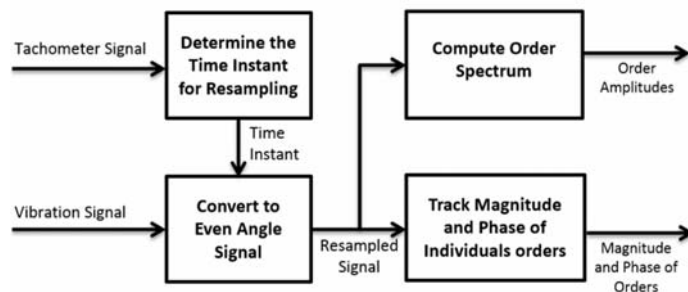 Tachometer Signal
Determine the
Time Instant
for Resampling
Compute Order
Spectrum
Order
Amplitudes
Time
Instant
Vibration Signal
Convert to
Even Angle
Signal
Resampled
Signal
Track Magnitude
and Phase of
Individuals orders
Magnitude
and Phase of
Orders